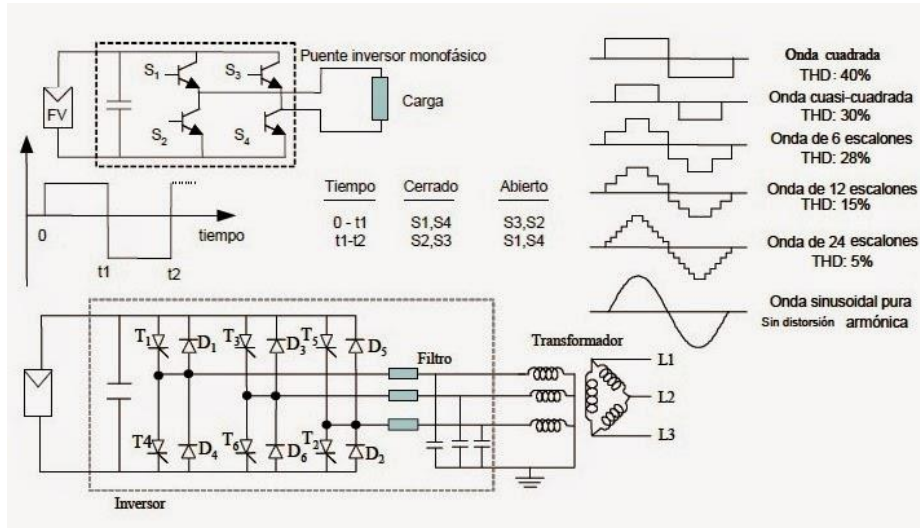 Puente inversor monofásico
S1
S3
S2
S4
FV
Carga
0
t1
t2
tiempo
Tiempo Cerrado Abierto
0 - t1 S1,S4 S3,S2
t1-t2 S2,S3 S1,S4
Onda cuadrada
THD: 40%
Onda cuasi-cuadrada
THD: 30%
Onda de 6 escalones
THD: 28%
Onda de 12 escalones
THD: 15%
Onda de 24 escalones
THD: 5%
Onda sinusoidal pura
Sin distorsión armónica
T1
D1
T3
D3
T5
D5
T4
D4
T6
D6
T2
D2
Filtro
Transformador
L1
L2
L3
Inversor